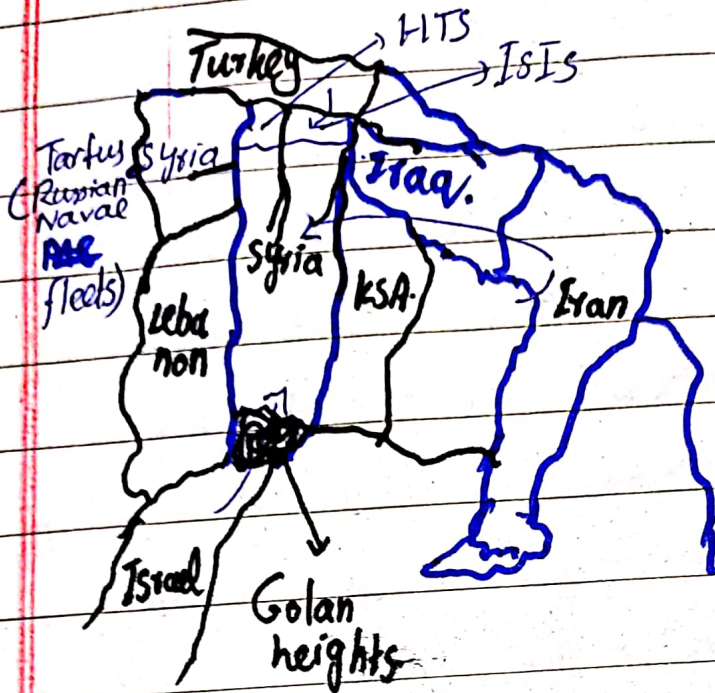 HTS
Turkey
ISIS
Tartus
Syria
(Russian
Naval
fleets)
Iraq.
Syria
KSA.
Iran
Leba
non
Israel
Golan
heights